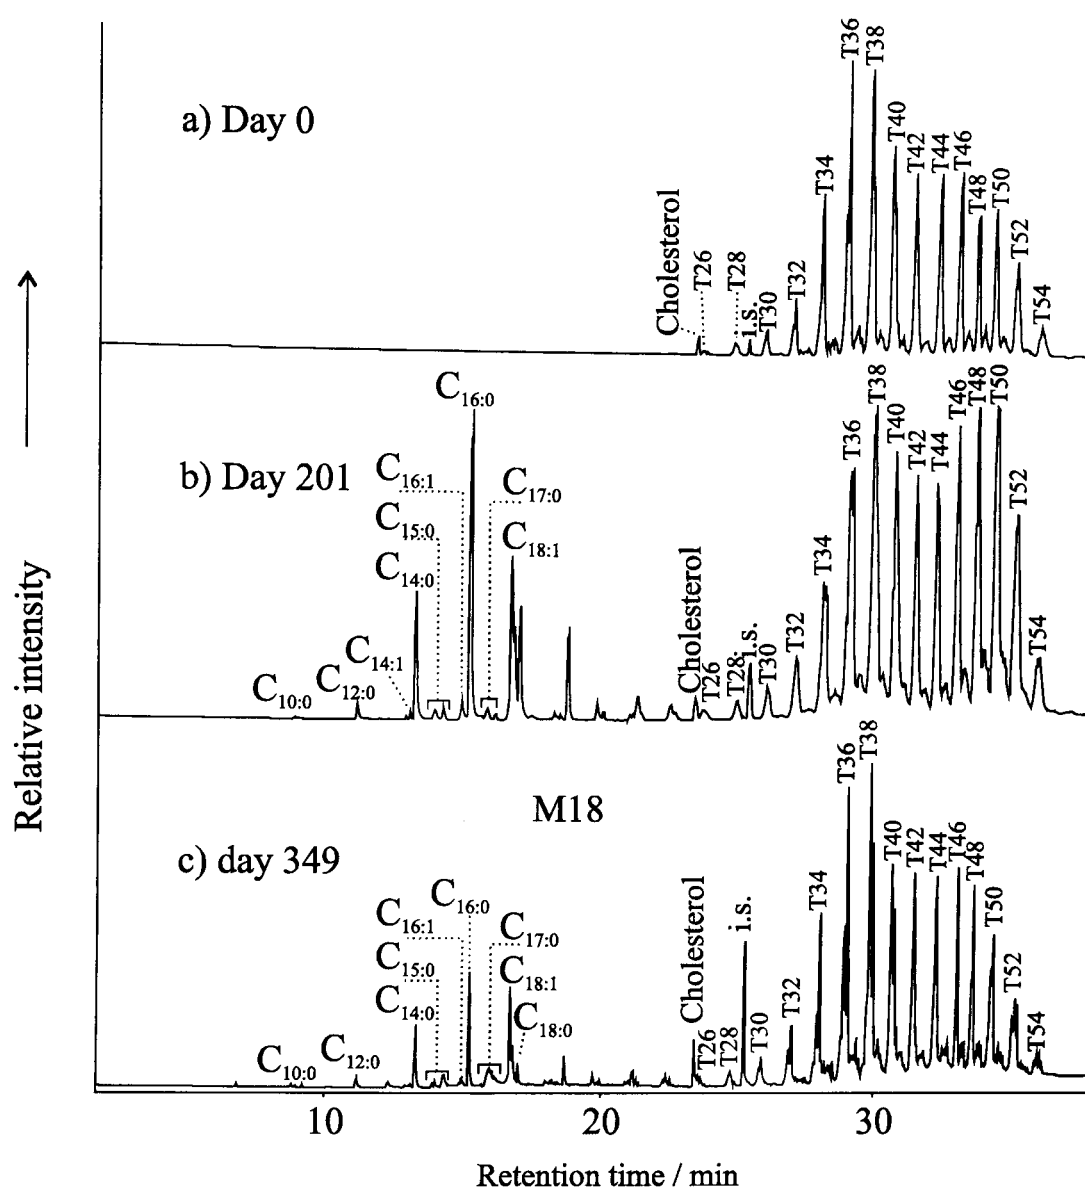 a) Day 0
Cholesterol
T26
T28
i.s.
T30
T32
T34
T36
T38
T40
T42
T44
T46
T48
T50
T52
T54
b) Day 201
C10:0
C12:0
C14:1
C14:0
C15:0
C16:1
C16:0
C17:0
C18:1
Cholesterol
T26
T28
i.s.
T30
T32
T34
T36
T38
T40
T42
T44
T46
T48
T50
T52
T54
M18
c) day 349
C10:0
C12:0
C14:0
C15:0
C16:1
C16:0
C17:0
C18:1
C18:0
Cholesterol
T26
T28
i.s.
T30
T32
T34
T36
T38
T40
T42
T44
T46
T48
T50
T52
T54
Relative intensity
10
20
30
Retention time / min